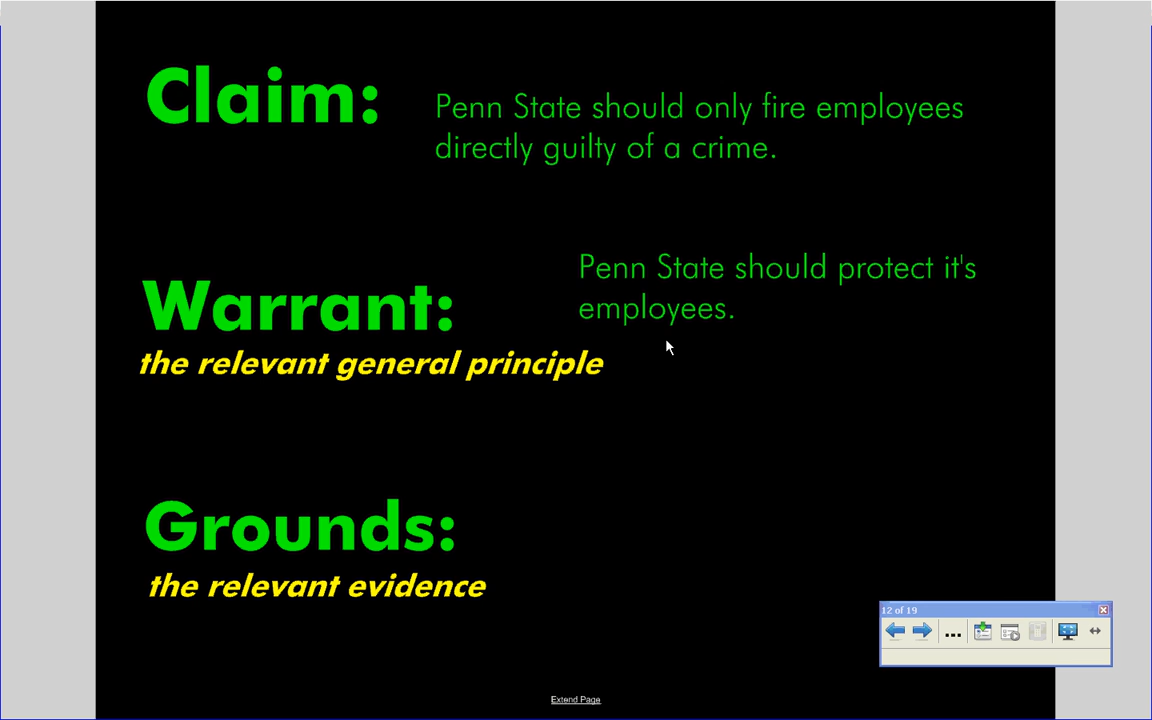 Claim:
Penn State should only fire employees
directly guilty of a crime.
Penn State should protect it's
employees.
Warrant:
the relevant general principle
Grounds:
the relevant evidence
12 of 19
Extend Page